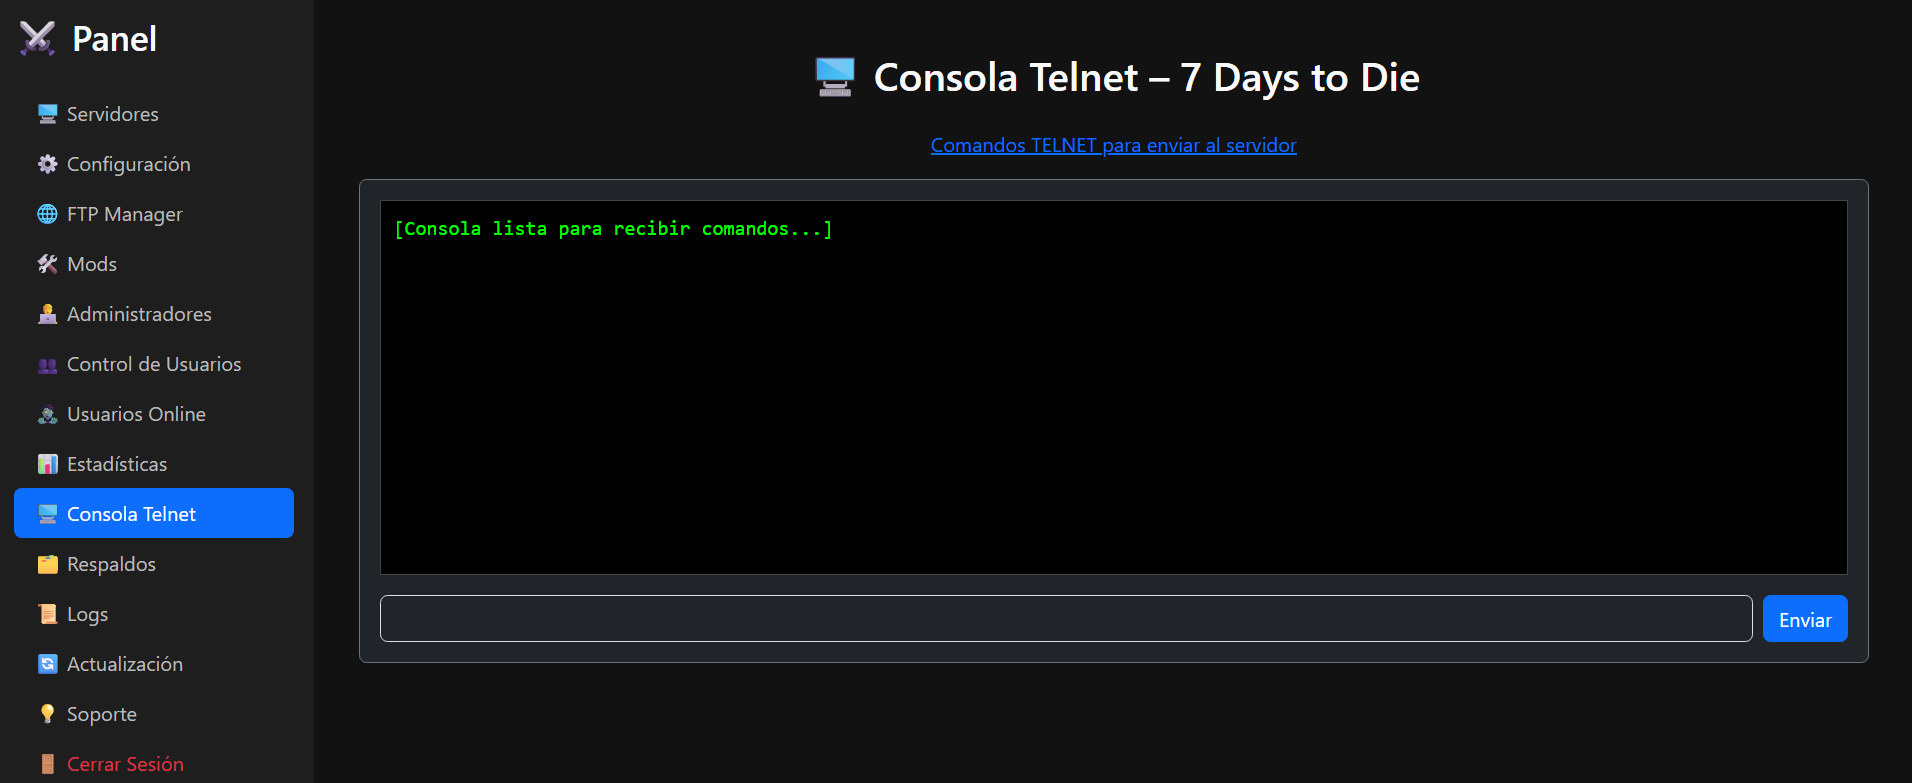 Panel
Servidores
Configuración
FTP Manager
Mods
Administradores
Control de Usuarios
Usuarios Online
Estadísticas
Consola Telnet
Respaldos
Logs
Actualización
Soporte
Cerrar Sesión
Consola Telnet – 7 Days to Die
Comandos TELNET para enviar al servidor
[Consola lista para recibir comandos...]
Enviar